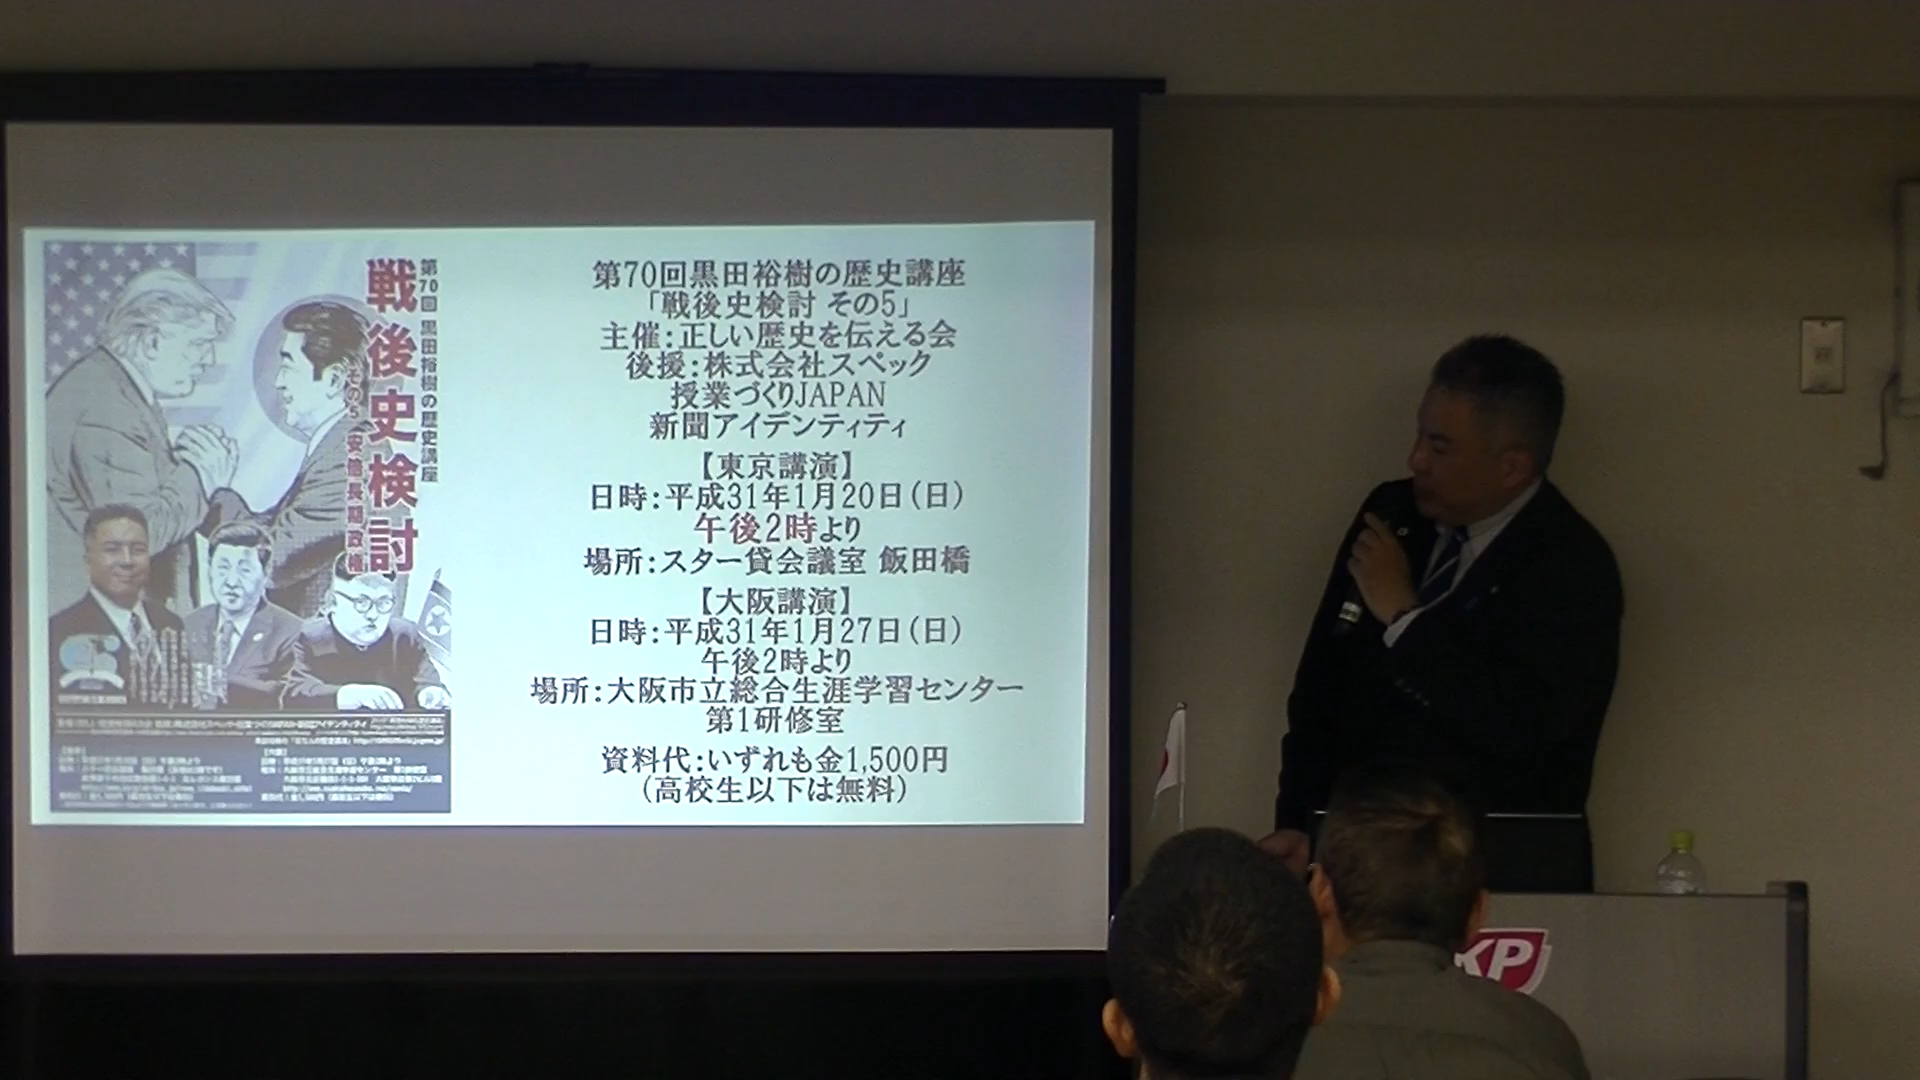 第70回 黒田裕樹の歴史講座
戦後史検討
その5 安倍長期政権
第70回黒田裕樹の歴史講座
「戦後史検討 その5」
主催：正しい歴史を伝える会
後援：株式会社スペック
授業づくりJAPAN
新聞アイデンティティ
【東京講演】
日時：平成31年1月20日（日）
午後2時より
場所：スター貸会議室 飯田橋
【大阪講演】
日時：平成31年1月27日（日）
午後2時より
場所：大阪市立総合生涯学習センター
第1研修室
資料代：いずれも金1,500円
（高校生以下は無料）
KP